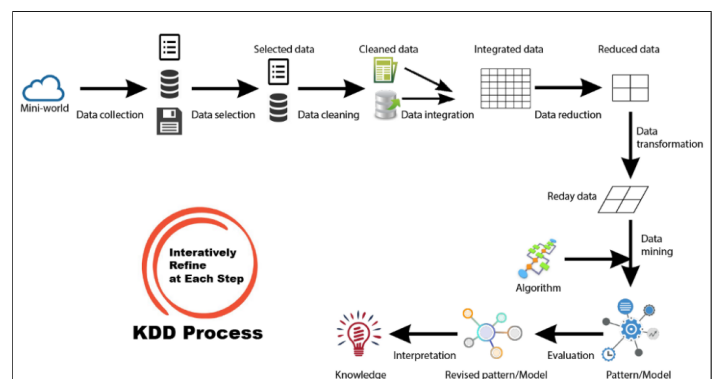 Selected data
Cleaned data
Integrated data
Reduced data
Mini-world
Data collection
Data selection
Data cleaning
Data integration
Data reduction
Data
transformation
Reday data
Interatively
Refine
at Each Step
KDD Process
Data
mining
Algorithm
Interpretation
Evaluation
Knowledge
Revised pattern/Model
Pattern/Model